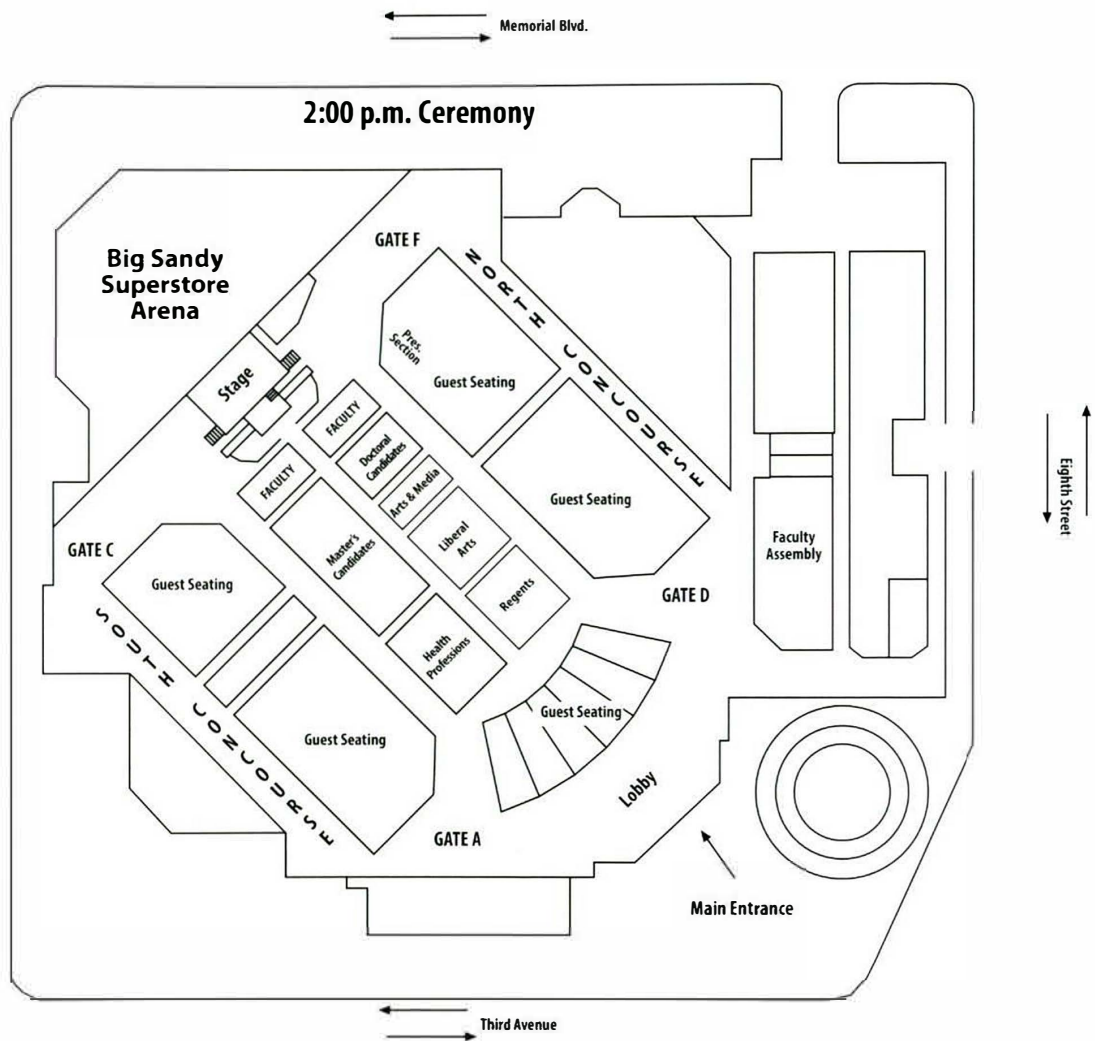 Memorial Blvd.
2:00 p.m. Ceremony
Big Sandy
Superstore
Arena
GATE F
NORTH CONCOURSE
Pres.
Section
Guest Seating
Stage
FACULTY
Doctoral
Candidates
FACULTY
Arts & Media
Guest Seating
Master's
Candidates
Liberal
Arts
Eighth Street
Faculty
Assembly
GATE C
Guest Seating
Regents
GATE D
SOUTH CONCOURSE
Health
Professions
Guest Seating
Guest Seating
Lobby
GATE A
Main Entrance
Third Avenue